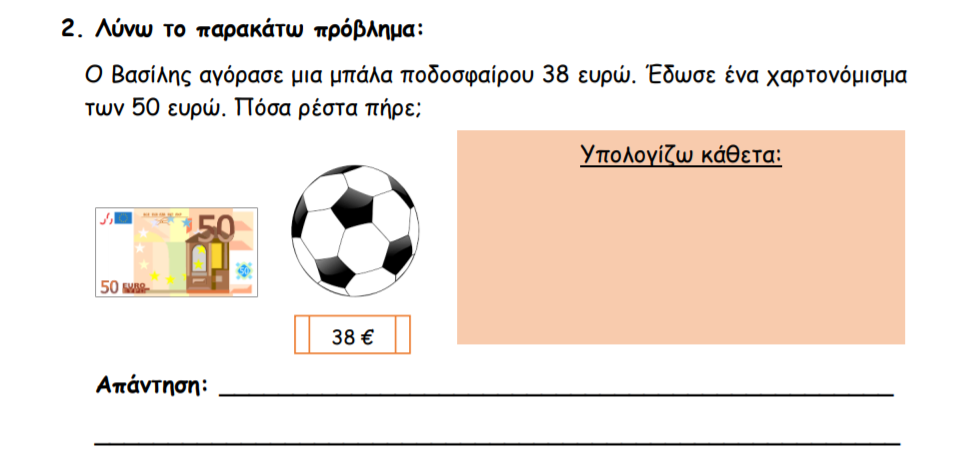 2. Λύνω το παρακάτω πρόβλημα:
Ο Βασίλης αγόρασε μια μπάλα ποδοσφαίρου 38 ευρώ. Έδωσε ένα χαρτονόμισμα
των 50 ευρώ. Πόσα ρέστα πήρε;
Υπολογίζω κάθετα:
50
50 EURO
38 €
Απάντηση: